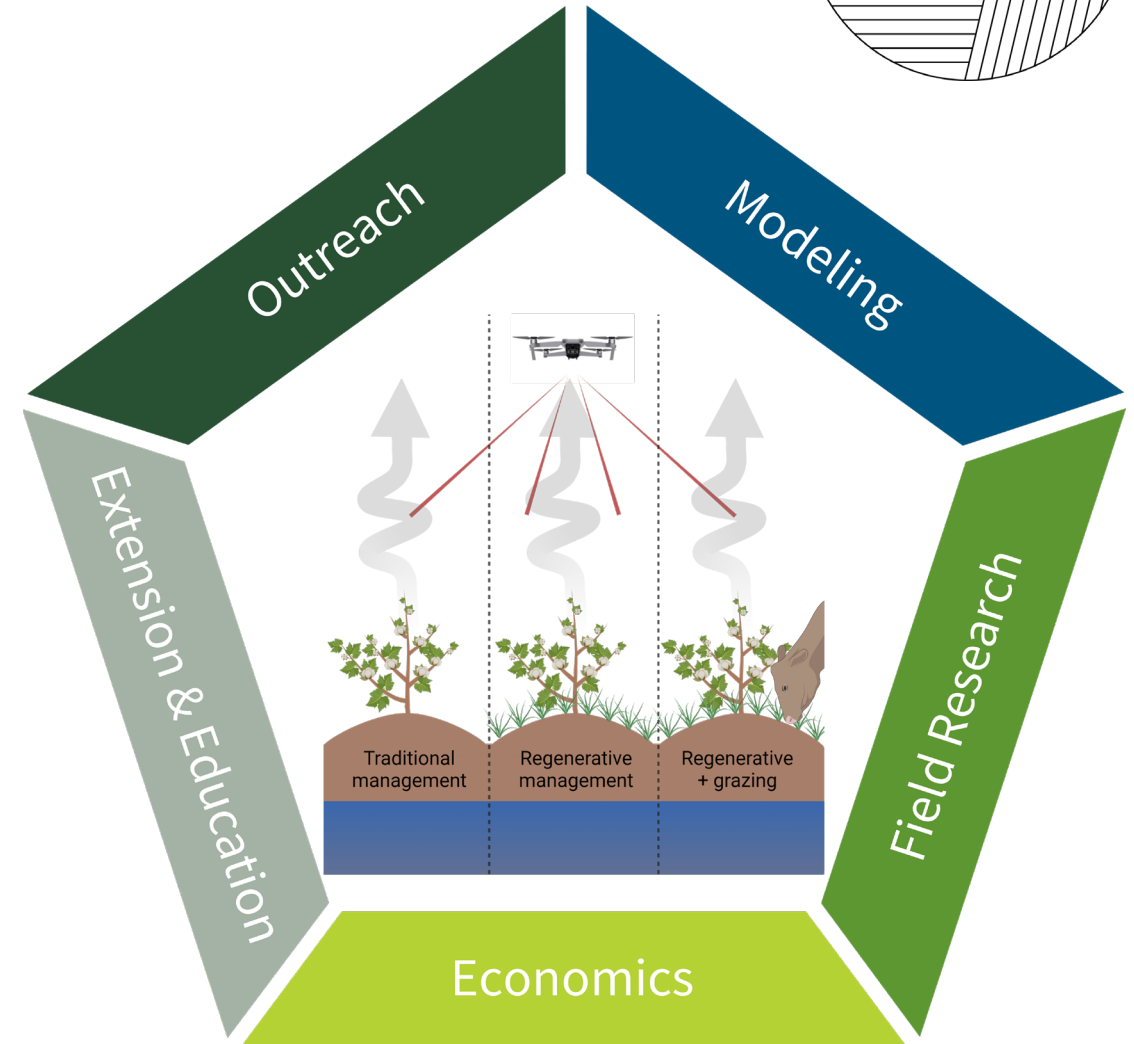 Outreach
Modeling
Extension & Education
Field Research
Traditional
management
Regenerative
management
Regenerative
+ grazing
Economics